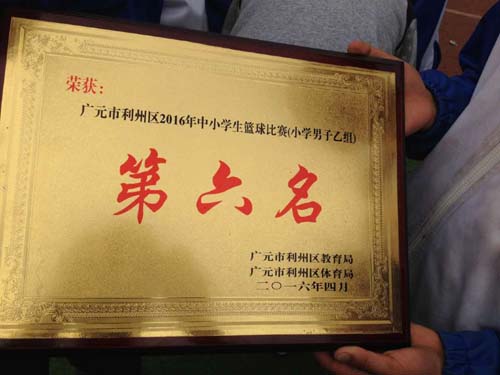 荣获：
广元市利州区2016年中小学生篮球比赛(小学男子乙组)
第六名
广元市利州区教育局
广元市利州区体育局
二〇一六年四月